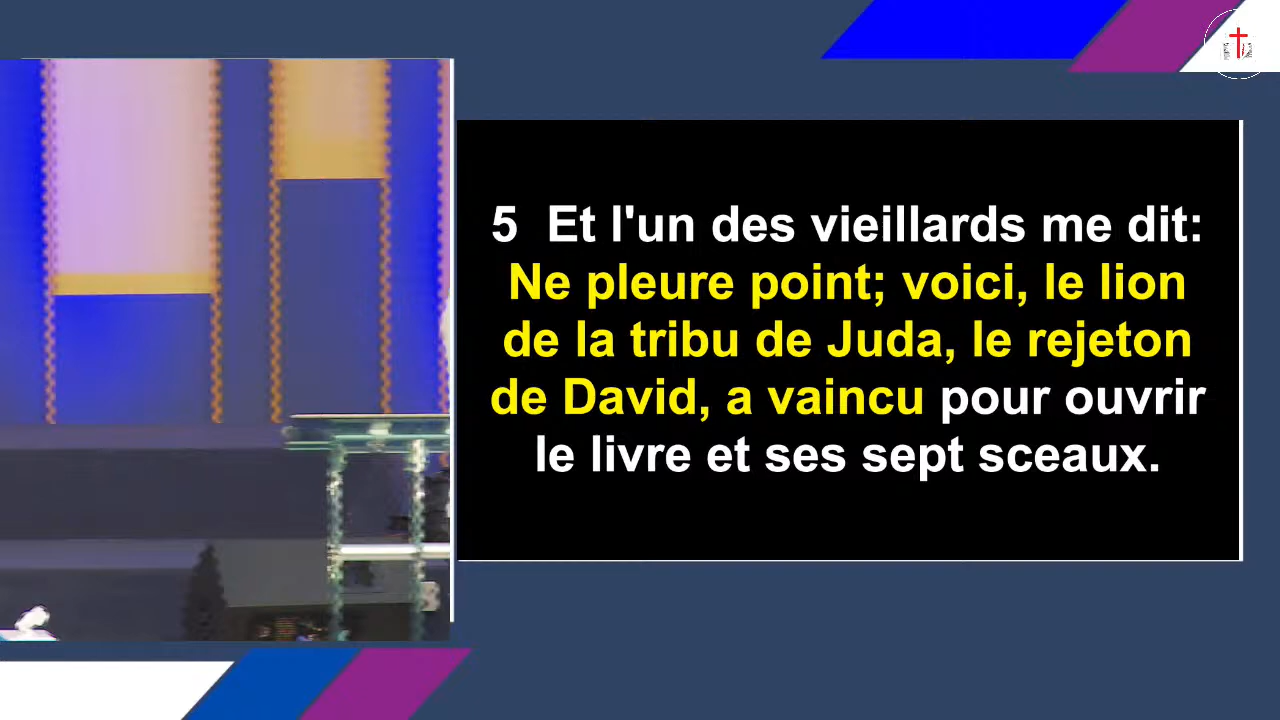 5 Et l'un des vieillards me dit:
Ne pleure point; voici, le lion
de la tribu de Juda, le rejeton
de David, a vaincu pour ouvrir
le livre et ses sept sceaux.